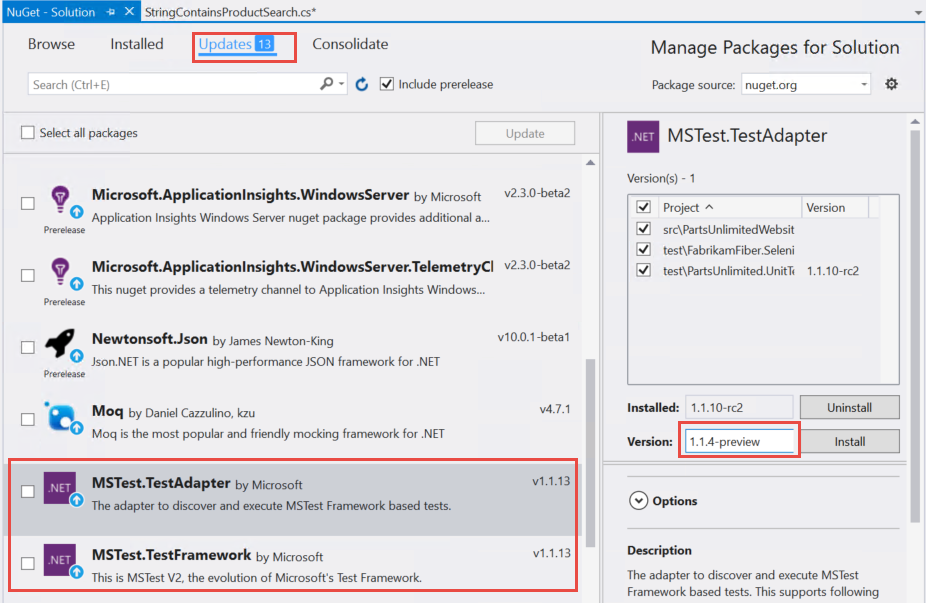 NuGet - Solution
StringContainsProductSearch.cs*
Browse Installed Updates 13 Consolidate
Manage Packages for Solution
Search (Ctrl+E)
Include prerelease
Package source: nuget.org
Select all packages
Update
Microsoft.ApplicationInsights.WindowsServer by Microsoft v2.3.0-beta2
Application Insights Windows Server nuget package provides additional a...
Prerelease
Microsoft.ApplicationInsights.WindowsServer.TelemetryCl v2.3.0-beta2
This nuget provides a telemetry channel to Application Insights Windows...
Prerelease
Newtonsoft.Json by James Newton-King v10.0.1-beta1
Json.NET is a popular high-performance JSON framework for .NET
Prerelease
Moq by Daniel Cazzulino, kzu v4.7.1
Moq is the most popular and friendly mocking framework for .NET
.NET
MSTest.TestAdapter by Microsoft v1.1.13
The adapter to discover and execute MSTest Framework based tests.
.NET
MSTest.TestFramework by Microsoft v1.1.13
This is MSTest V2, the evolution of Microsoft's Test Framework.
.NET
MSTest.TestAdapter
Version(s) - 1
Project Version
src\PartsUnlimitedWebsit
test\FabrikamFiber.Seleni
test\PartsUnlimited.UnitTe 1.1.10-rc2
Installed: 1.1.10-rc2 Uninstall
Version: 1.1.4-preview Install
Options
Description
The adapter to discover and execute MSTest
Framework based tests. This supports following